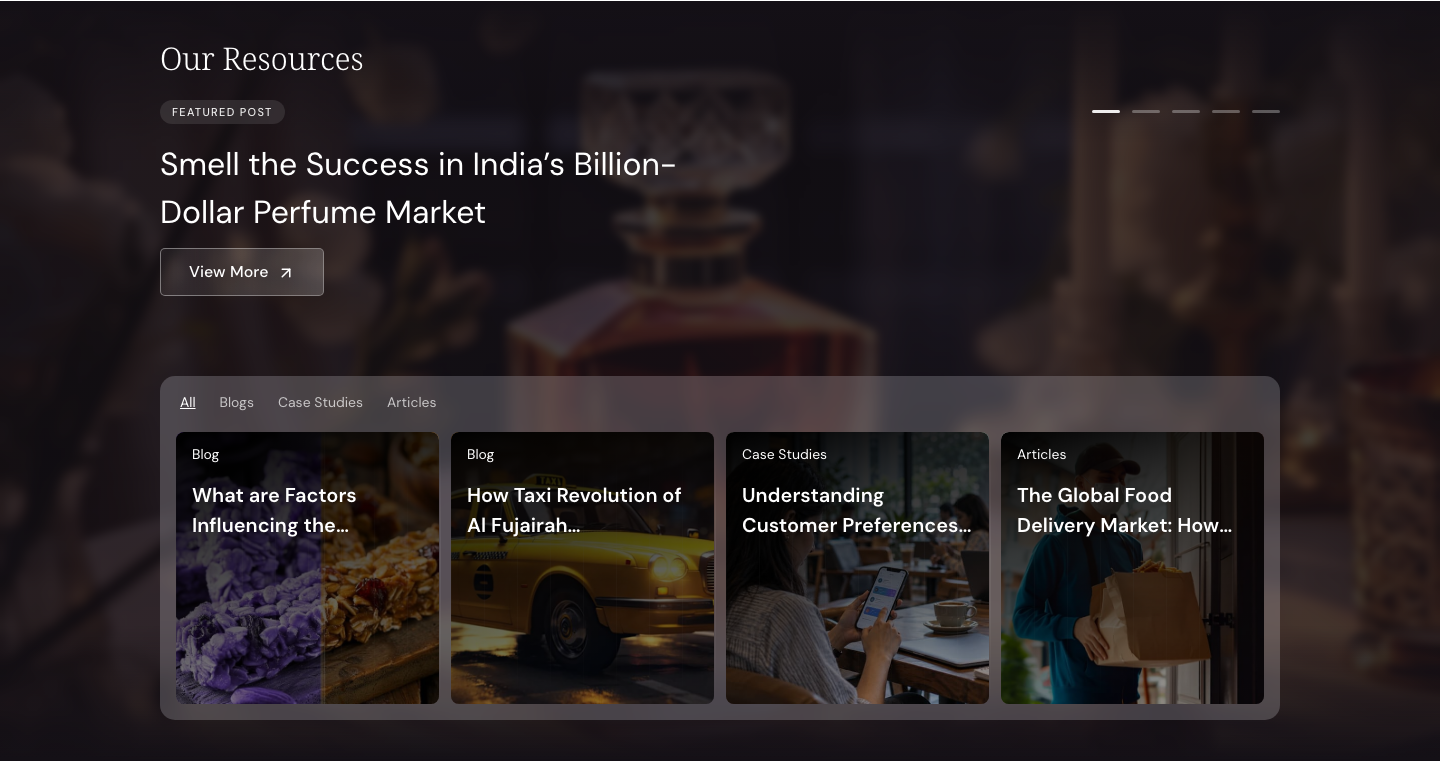 Our Resources
FEATURED POST
Smell the Success in India’s Billion-
Dollar Perfume Market
View More
All Blogs Case Studies Articles
Blog
What are Factors
Influencing the...
Blog
How Taxi Revolution of
Al Fujairah...
Case Studies
Understanding
Customer Preferences...
Articles
The Global Food
Delivery Market: How...